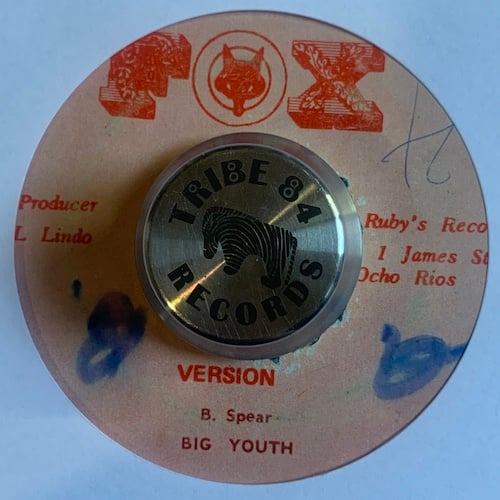 FOX
TRIBE 84
RECORDS
Producer
L Lindo
Ruby's Reco
1 James St
Ocho Rios
VERSION
B. Spear
BIG YOUTH